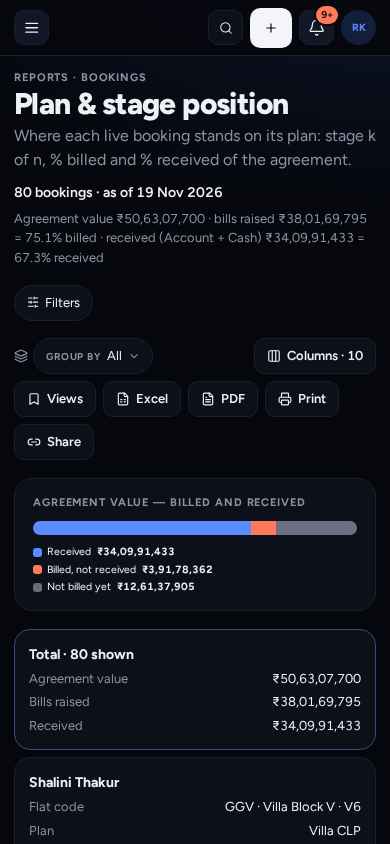 9+
RK
REPORTS · BOOKINGS
Plan & stage position
Where each live booking stands on its plan: stage k
of n, % billed and % received of the agreement.
80 bookings · as of 19 Nov 2026
Agreement value ₹50,63,07,700 · bills raised ₹38,01,69,795
= 75.1% billed · received (Account + Cash) ₹34,09,91,433 =
67.3% received
Filters
GROUP BY All
Columns · 10
Views
Excel
PDF
Print
Share
AGREEMENT VALUE — BILLED AND RECEIVED
Received ₹34,09,91,433
Billed, not received ₹3,91,78,362
Not billed yet ₹12,61,37,905
Total · 80 shown
Agreement value ₹50,63,07,700
Bills raised ₹38,01,69,795
Received ₹34,09,91,433
Shalini Thakur
Flat code GGV · Villa Block V · V6
Plan Villa CLP